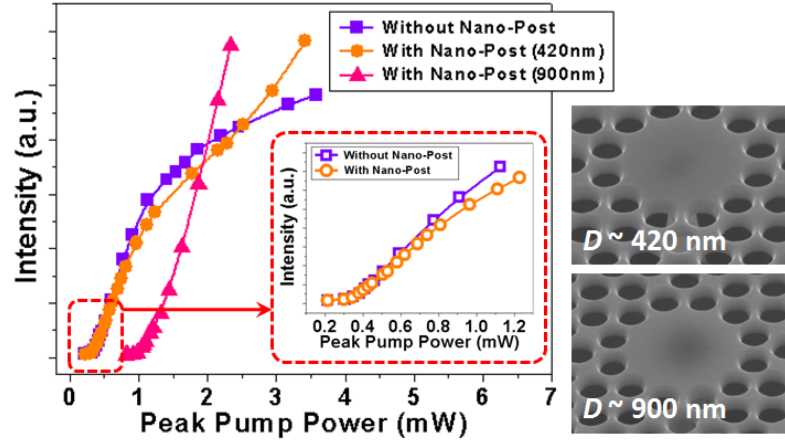 Without Nano-Post
With Nano-Post (420nm)
With Nano-Post (900nm)
Intensity (a.u.)
Without Nano-Post
With Nano-Post
Intensity (a.u.)
0.2 0.4 0.6 0.8 1.0 1.2
Peak Pump Power (mW)
0 1 2 3 4 5 6 7
Peak Pump Power (mW)
D ~ 420 nm
D ~ 900 nm